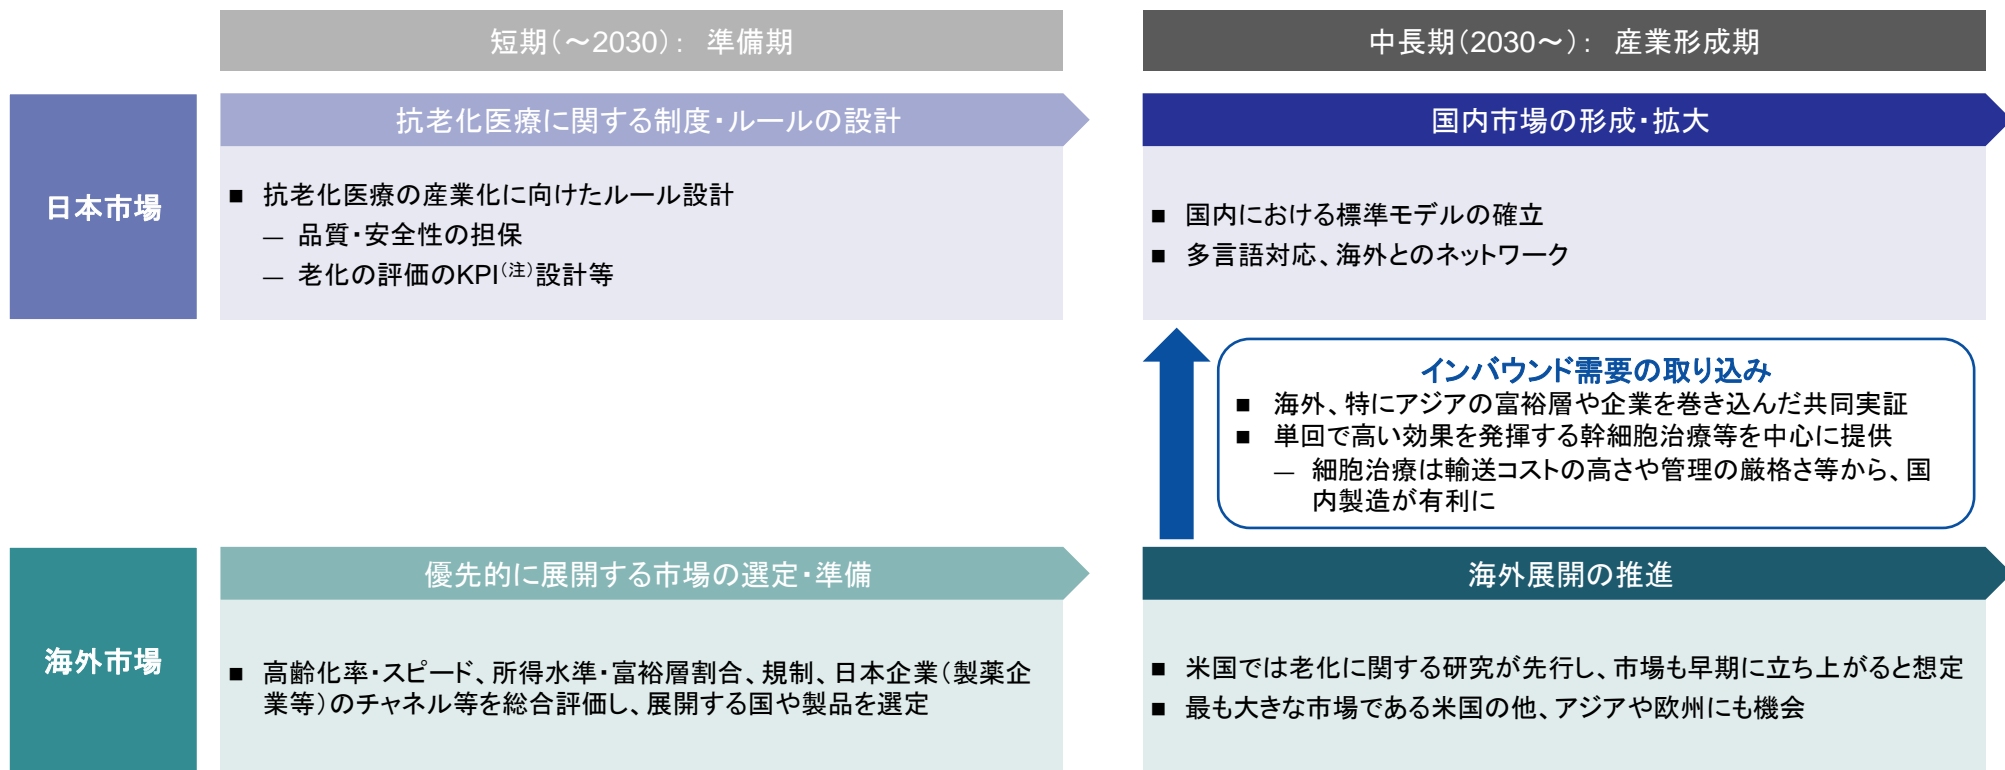 短期(～2030)： 準備期
中長期(2030～)： 産業形成期
日本市場
抗老化医療に関する制度・ルールの設計
■ 抗老化医療の産業化に向けたルール設計
― 品質・安全性の担保
― 老化の評価のKPI(注)設計等
国内市場の形成・拡大
■ 国内における標準モデルの確立
■ 多言語対応、海外とのネットワーク
インバウンド需要の取り込み
■ 海外、特にアジアの富裕層や企業を巻き込んだ共同実証
■ 単回で高い効果を発揮する幹細胞治療等を中心に提供
― 細胞治療は輸送コストの高さや管理の厳格さ等から、国
内製造が有利に
海外市場
優先的に展開する市場の選定・準備
■ 高齢化率・スピード、所得水準・富裕層割合、規制、日本企業(製薬企
業等)のチャネル等を総合評価し、展開する国や製品を選定
海外展開の推進
■ 米国では老化に関する研究が先行し、市場も早期に立ち上がると想定
■ 最も大きな市場である米国の他、アジアや欧州にも機会